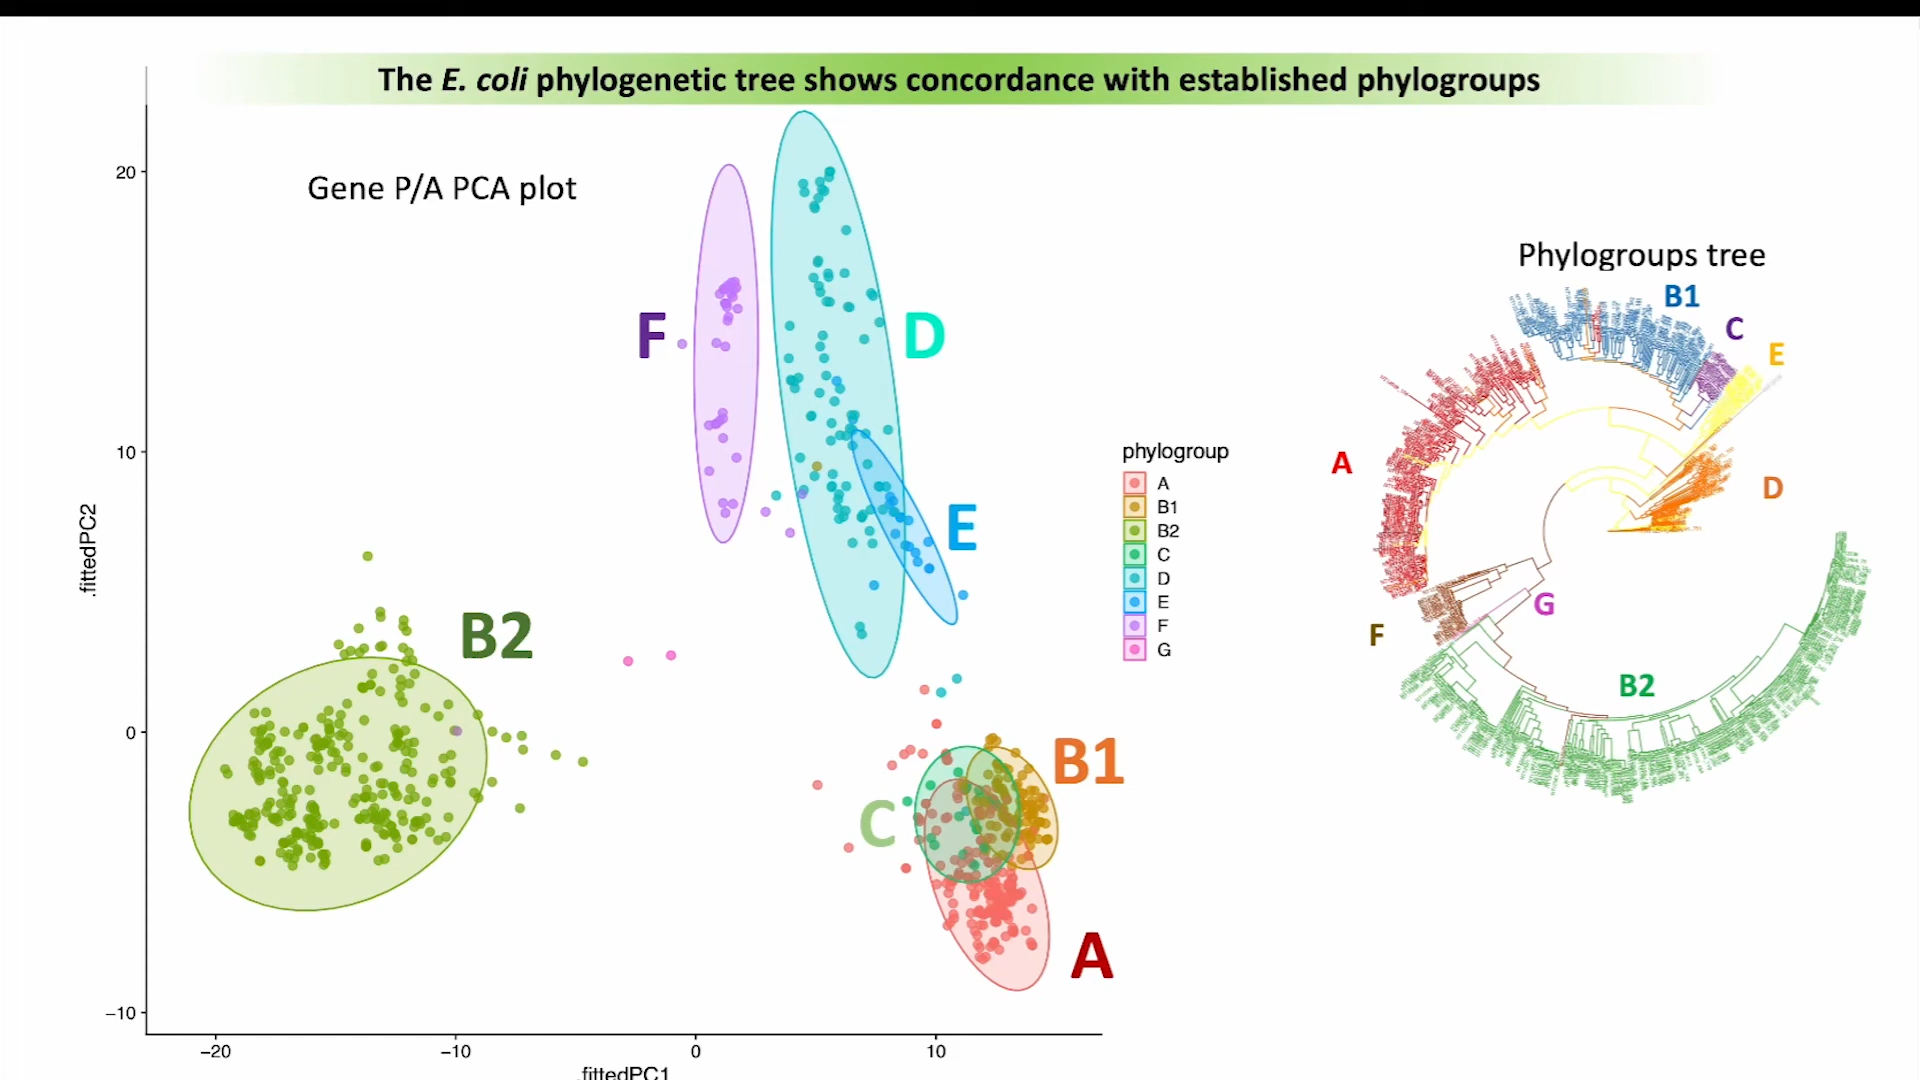 The E. coli phylogenetic tree shows concordance with established phylogroups
Gene P/A PCA plot
20
10
0
−10
.fittedPC2
−20
−10
0
10
.fittedPC1
F
D
E
B2
B1
C
A
phylogroup
A
B1
B2
C
D
E
F
G
Phylogroups tree
B1
C
E
A
D
G
F
B2